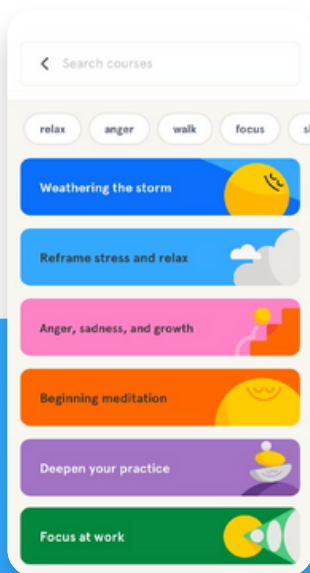 Search courses
relax anger walk focus
Weathering the storm
Reframe stress and relax
Anger, sadness, and growth
Beginning meditation
Deepen your practice
Focus at work